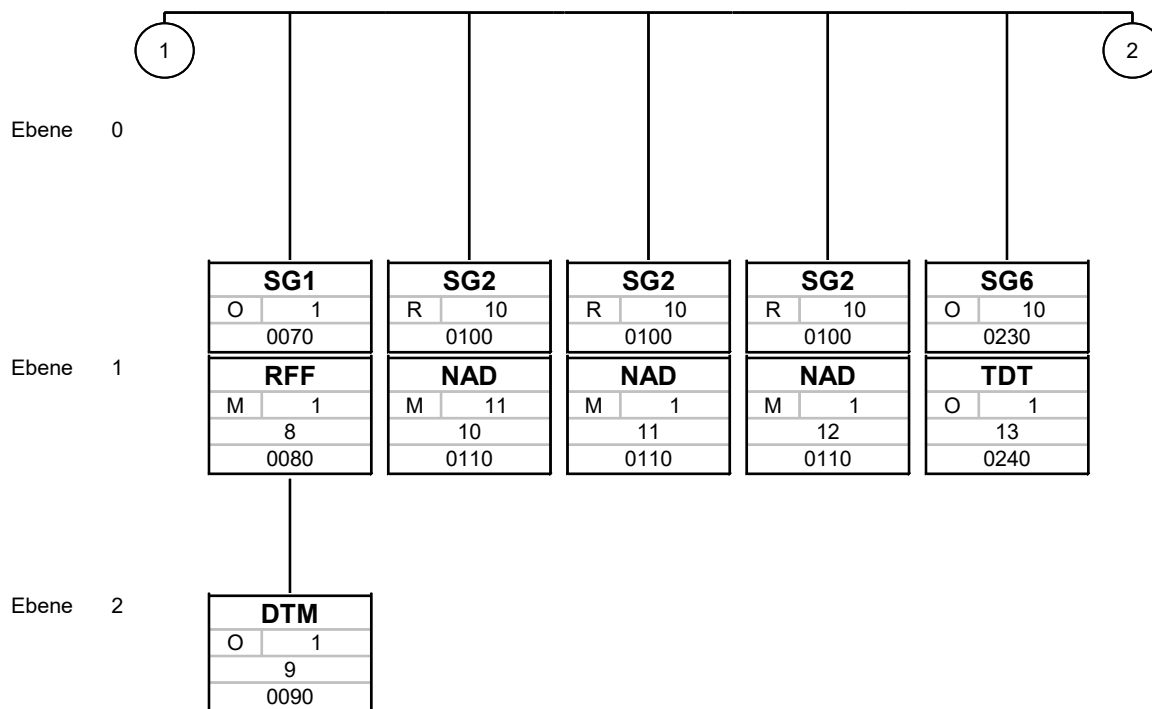 1 2
Ebene 0
SG1 SG2 SG2 SG2 SG6
O 1 R 10 R 10 R 10 O 10
0070 0100 0100 0100 0230
Ebene 1 RFF NAD NAD NAD TDT
M 1 M 11 M 1 M 1 O 1
8 10 11 12 13
0080 0110 0110 0110 0240
Ebene 2 DTM
O 1
9
0090